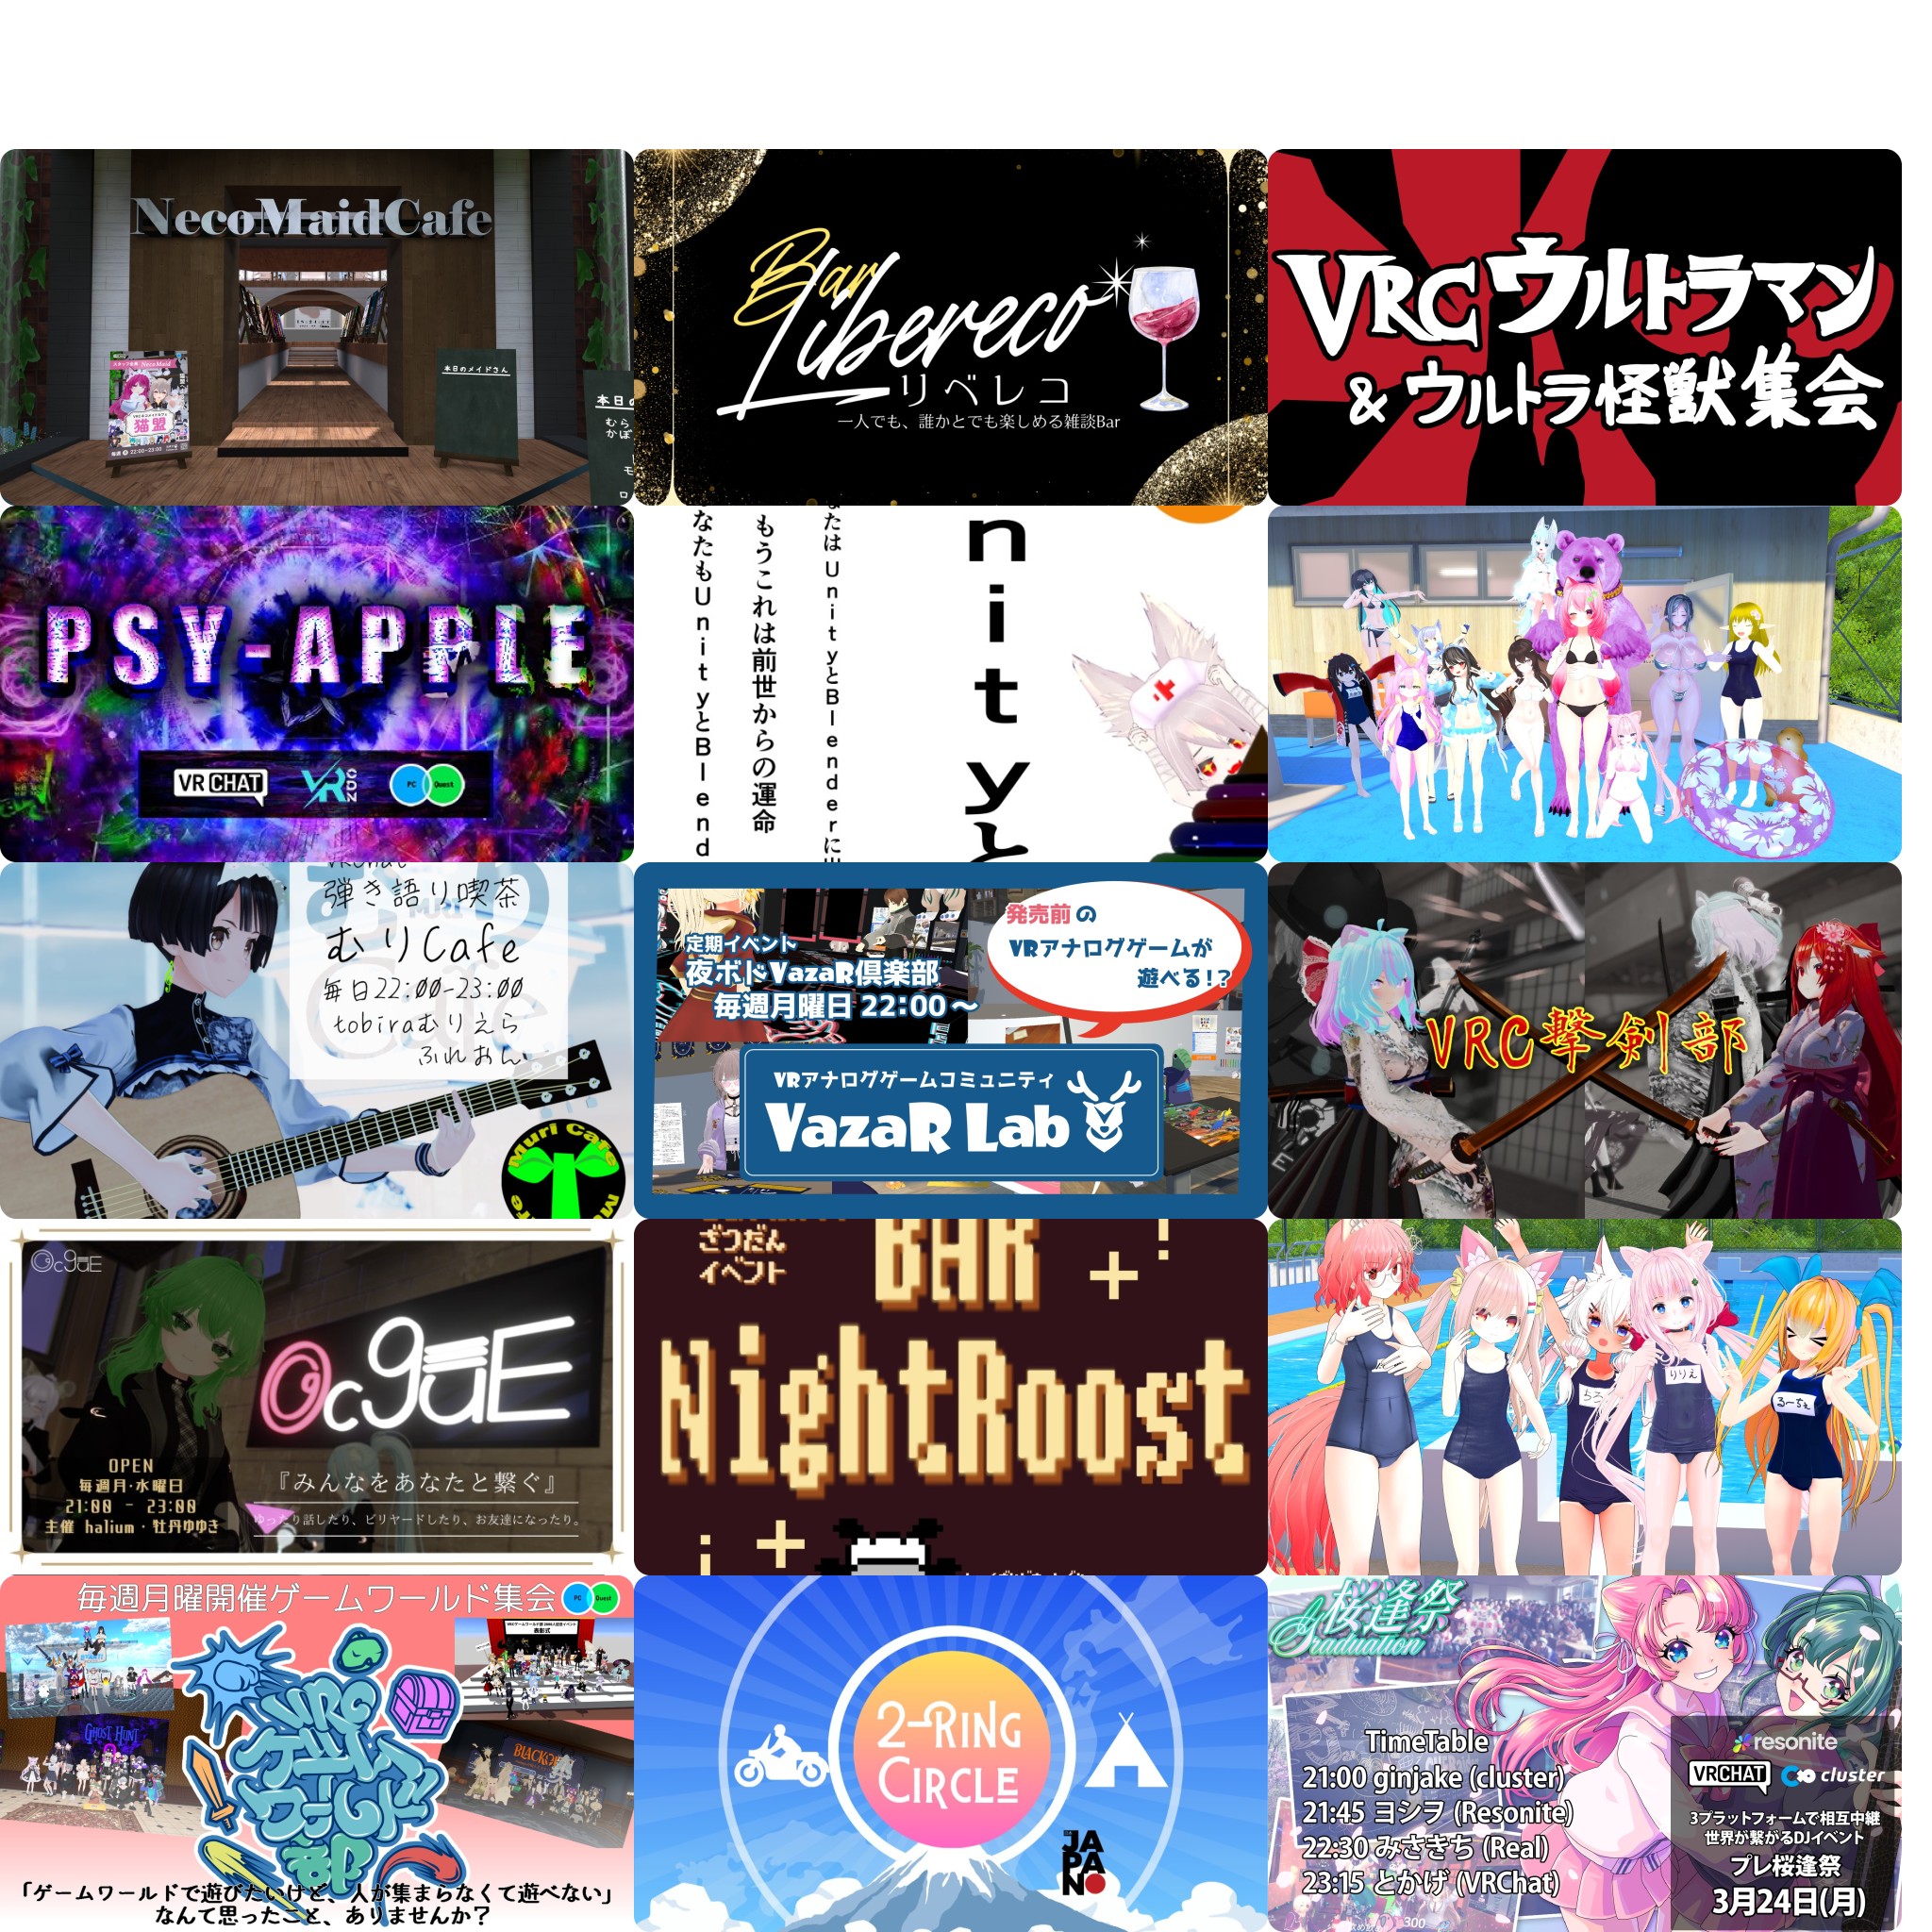 NecoMaidCafe
スタッフ募集 NecoMaid
猫盟
22:00~23:00
本日のメイドさん
Bar
Libereco
リベレコ
一人でも、誰かとでも楽しめる雑談Bar
VRCウルトラマン
&ウルトラ怪獣集会
PSY-APPLE
VRCHAT
PC
Quest
なたもUnityとBlend
もうこれは前世からの運命
たは UnityとBlenderに
nityと
弾き語り喫茶
むりCafe
毎日22:00-23:00
tobiraむりえら
ふれおん
Muri Cafe
定期イベント
夜ボドVazaR倶楽部
毎週月曜日 22:00~
発売前の
VRアナログゲームが
遊べる!?
VRアナログゲームコミュニティ
VazaR Lab
VRC撃剣部
OcguE
OcguE
OPEN
毎週月・水曜日
21:00 - 23:00
主催 halium・牡丹ゆゆき
『みんなをあなたと繋ぐ』
ゆったり話したり、ビリヤードしたり、お友達になったり。
ざつだん
イベント
BAR
NightRoost
りりえ
る~ちぇ
毎週月曜開催ゲームワールド集会
PC
Quest
表彰式
GHOST HUNT
VRCゲームワールド部
「ゲームワールドで遊びたいけど、人が集まらなくて遊べない」
なんて思ったこと、ありませんか?
2-RING
CIRCLE
JAPAN
桜逢祭
Graduation
TimeTable
21:00 ginjake (cluster)
21:45 ヨシヲ (Resonite)
22:30 みさきち (Real)
23:15 とかげ (VRChat)
resonite
VRCHAT
cluster
3プラットフォームで相互中継
世界が繋がるDJイベント
プレ桜逢祭
3月24日(月)